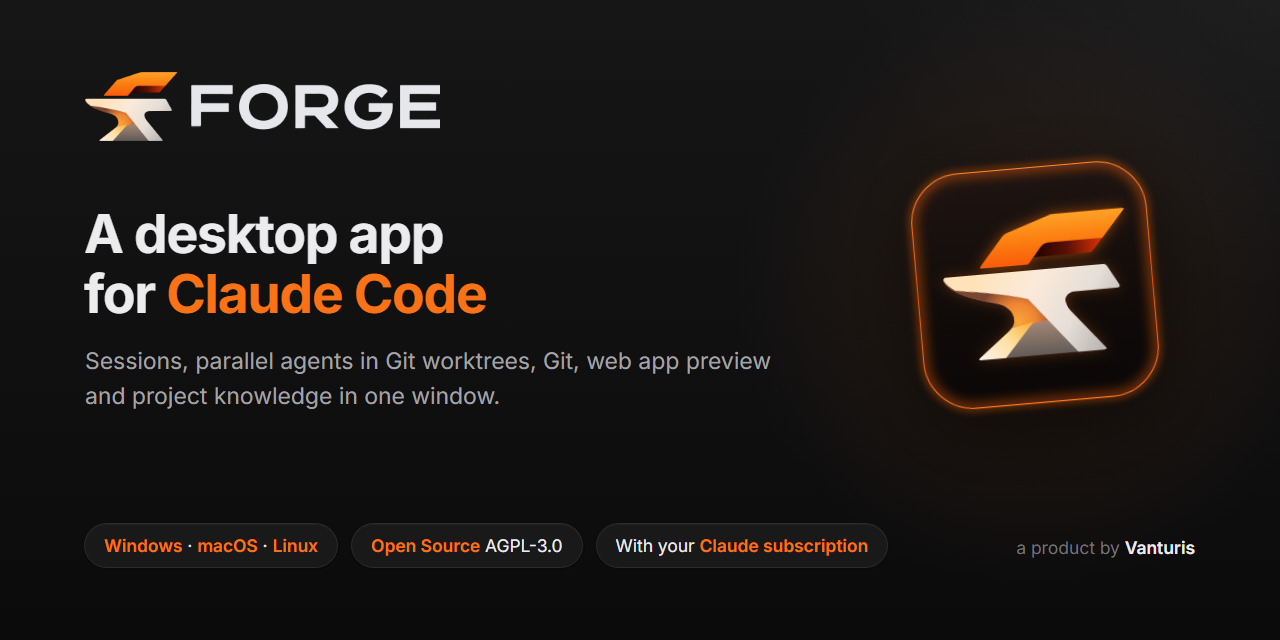 FORGE
A desktop app
for Claude Code
Sessions, parallel agents in Git worktrees, Git, web app preview
and project knowledge in one window.
Windows · macOS · Linux
Open Source AGPL-3.0
With your Claude subscription
a product by Vanturis